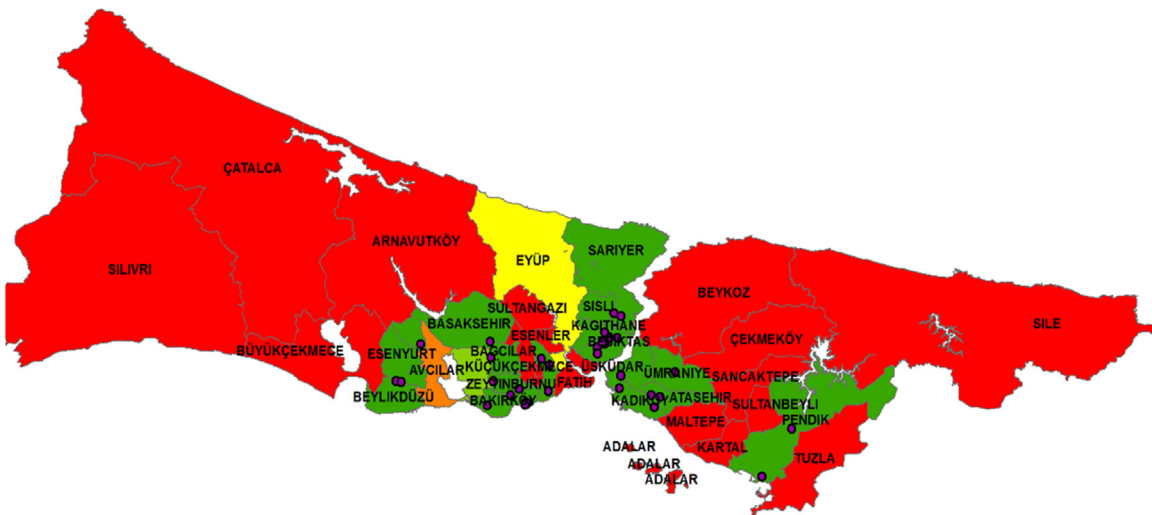 ÇATALCA
SILIVRI
ARNAVUTKÖY
EYÜP
SARIYER
BÜYÜKÇEKMECE
ESENYURT
BASAKSEHIR
SULTANGAZI
ESENLER
BAGCILAR
KÜÇÜKÇEKMECE
AVCILAR
BEYLIKDÜZÜ
ZEYTINBURNU
FATIH
BAKIRKÖY
SISLI
KAGITHANE
BESIKTAS
ÜSKÜDAR
ÜMRANIYE
KADIKÖY
ATASEHIR
BEYKOZ
ÇEKMEKÖY
SILE
SANCAKTEPE
SULTANBEYLI
MALTEPE
PENDIK
KARTAL
TUZLA
ADALAR
ADALAR
ADALAR